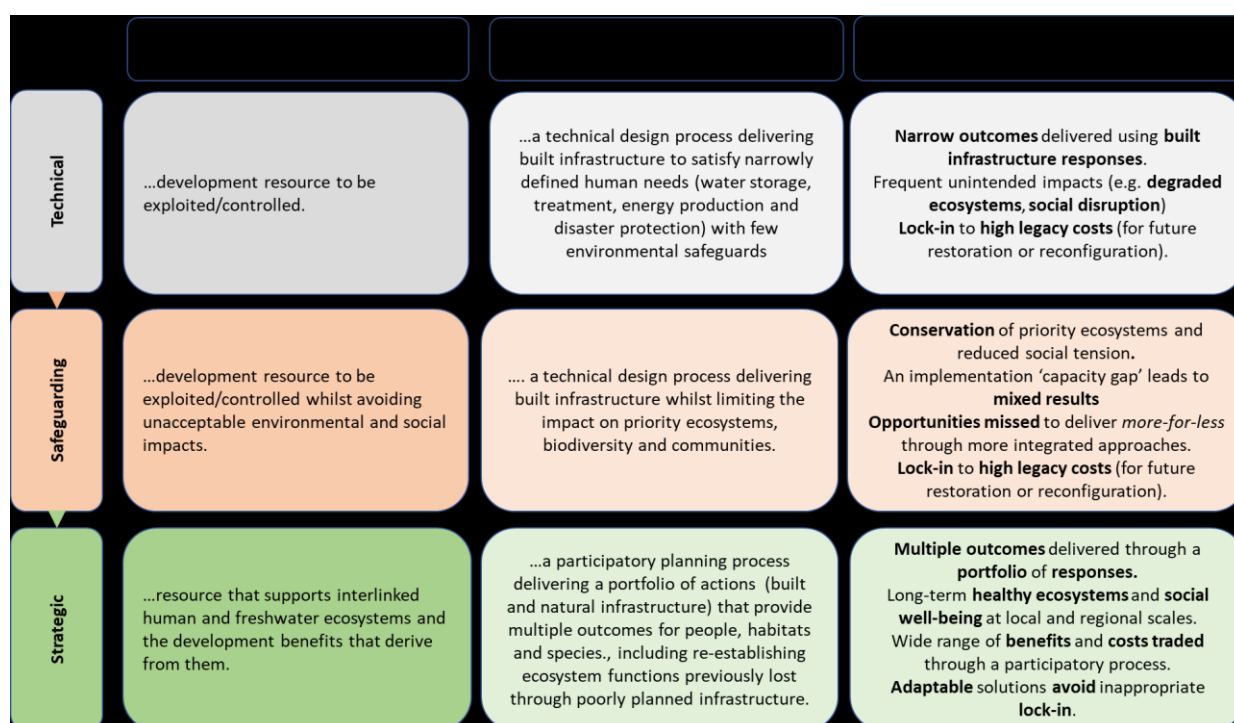 Technical
…development resource to be
exploited/controlled.
…a technical design process delivering
built infrastructure to satisfy narrowly
defined human needs (water storage,
treatment, energy production and
disaster protection) with few
environmental safeguards
Narrow outcomes delivered using built
infrastructure responses.
Frequent unintended impacts (e.g. degraded
ecosystems, social disruption)
Lock-in to high legacy costs (for future
restoration or reconfiguration).
Safeguarding
…development resource to be
exploited/controlled whilst avoiding
unacceptable environmental and social
impacts.
…. a technical design process delivering
built infrastructure whilst limiting the
impact on priority ecosystems,
biodiversity and communities.
Conservation of priority ecosystems and
reduced social tension.
An implementation ‘capacity gap’ leads to
mixed results
Opportunities missed to deliver more-for-less
through more integrated approaches.
Lock-in to high legacy costs (for future
restoration or reconfiguration).
Strategic
…resource that supports interlinked
human and freshwater ecosystems and
the development benefits that derive
from them.
…a participatory planning process
delivering a portfolio of actions (built
and natural infrastructure) that provide
multiple outcomes for people, habitats
and species., including re-establishing
ecosystem functions previously lost
through poorly planned infrastructure.
Multiple outcomes delivered through a
portfolio of responses.
Long-term healthy ecosystems and social
well-being at local and regional scales.
Wide range of benefits and costs traded
through a participatory process.
Adaptable solutions avoid inappropriate
lock-in.